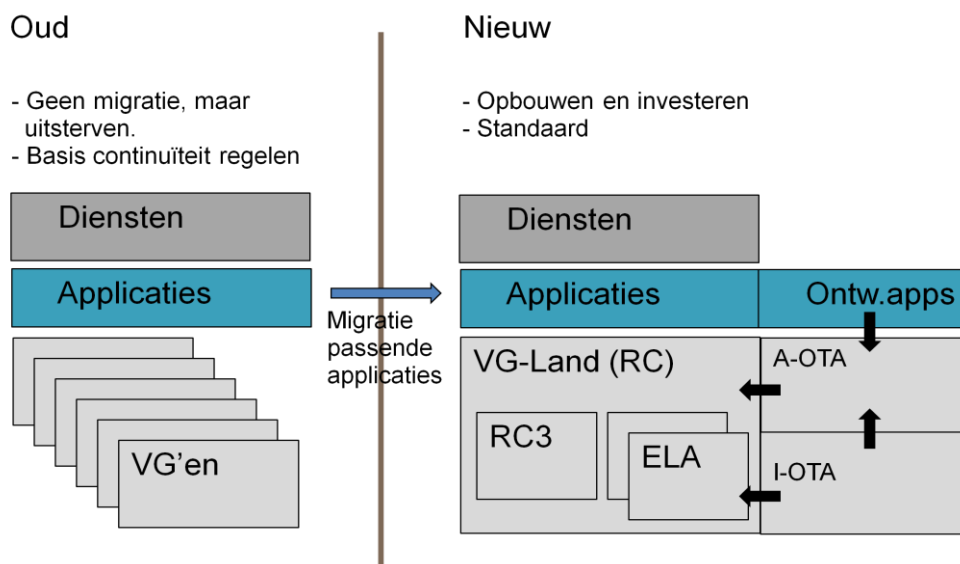 Oud
- Geen migratie, maar
uitsterven.
- Basis continuïteit regelen
Diensten
Applicaties
VG'en
Migratie
passende
applicaties
Nieuw
- Opbouwen en investeren
- Standaard
Diensten
Applicaties
Ontw.apps
VG-Land (RC)
A-OTA
RC3
ELA
I-OTA